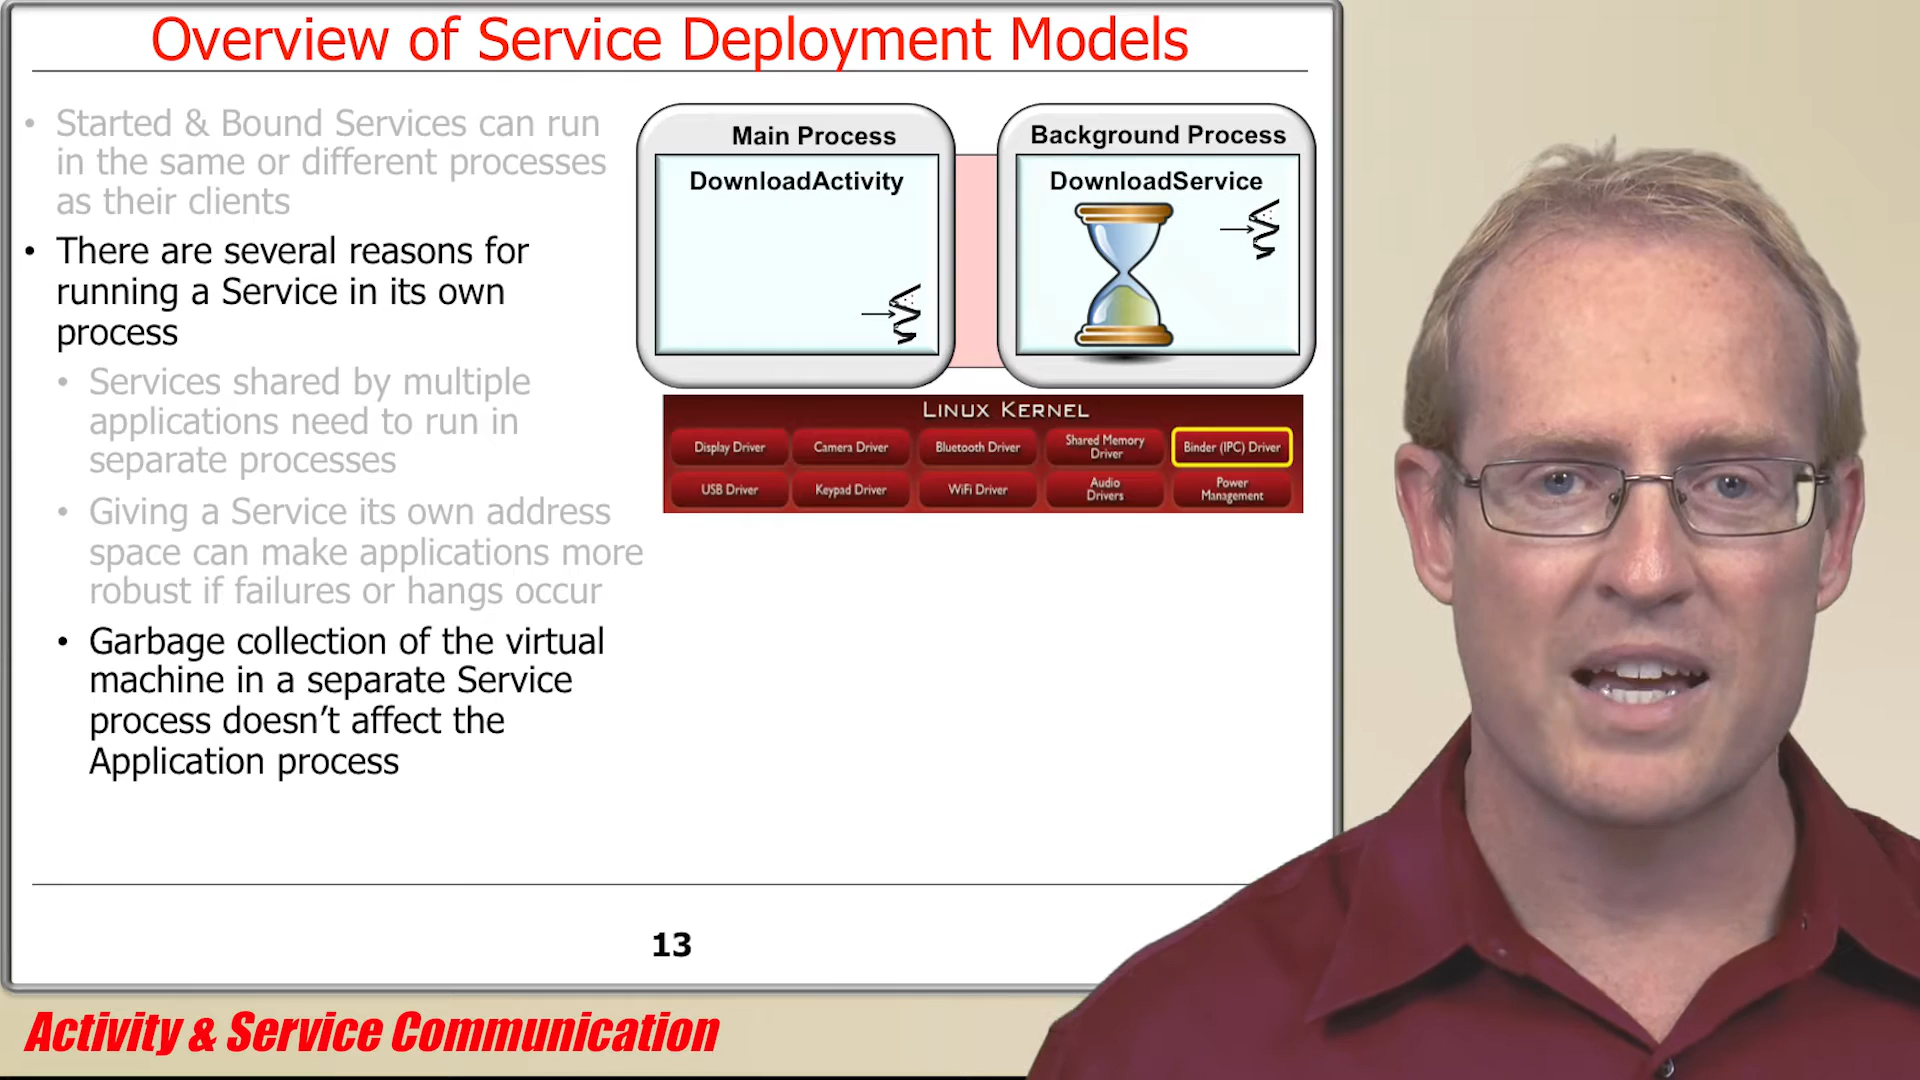 Overview of Service Deployment Models
• Started & Bound Services can run
in the same or different processes
as their clients
• There are several reasons for
running a Service in its own
process
• Services shared by multiple
applications need to run in
separate processes
• Giving a Service its own address
space can make applications more
robust if failures or hangs occur
• Garbage collection of the virtual
machine in a separate Service
process doesn't affect the
Application process
Main Process
DownloadActivity
Background Process
DownloadService
LINUX KERNEL
Display Driver
Camera Driver
Bluetooth Driver
Shared Memory
Driver
Binder (IPC) Driver
USB Driver
Keypad Driver
WiFi Driver
Audio
Drivers
Power
Management
13
Activity & Service Communication